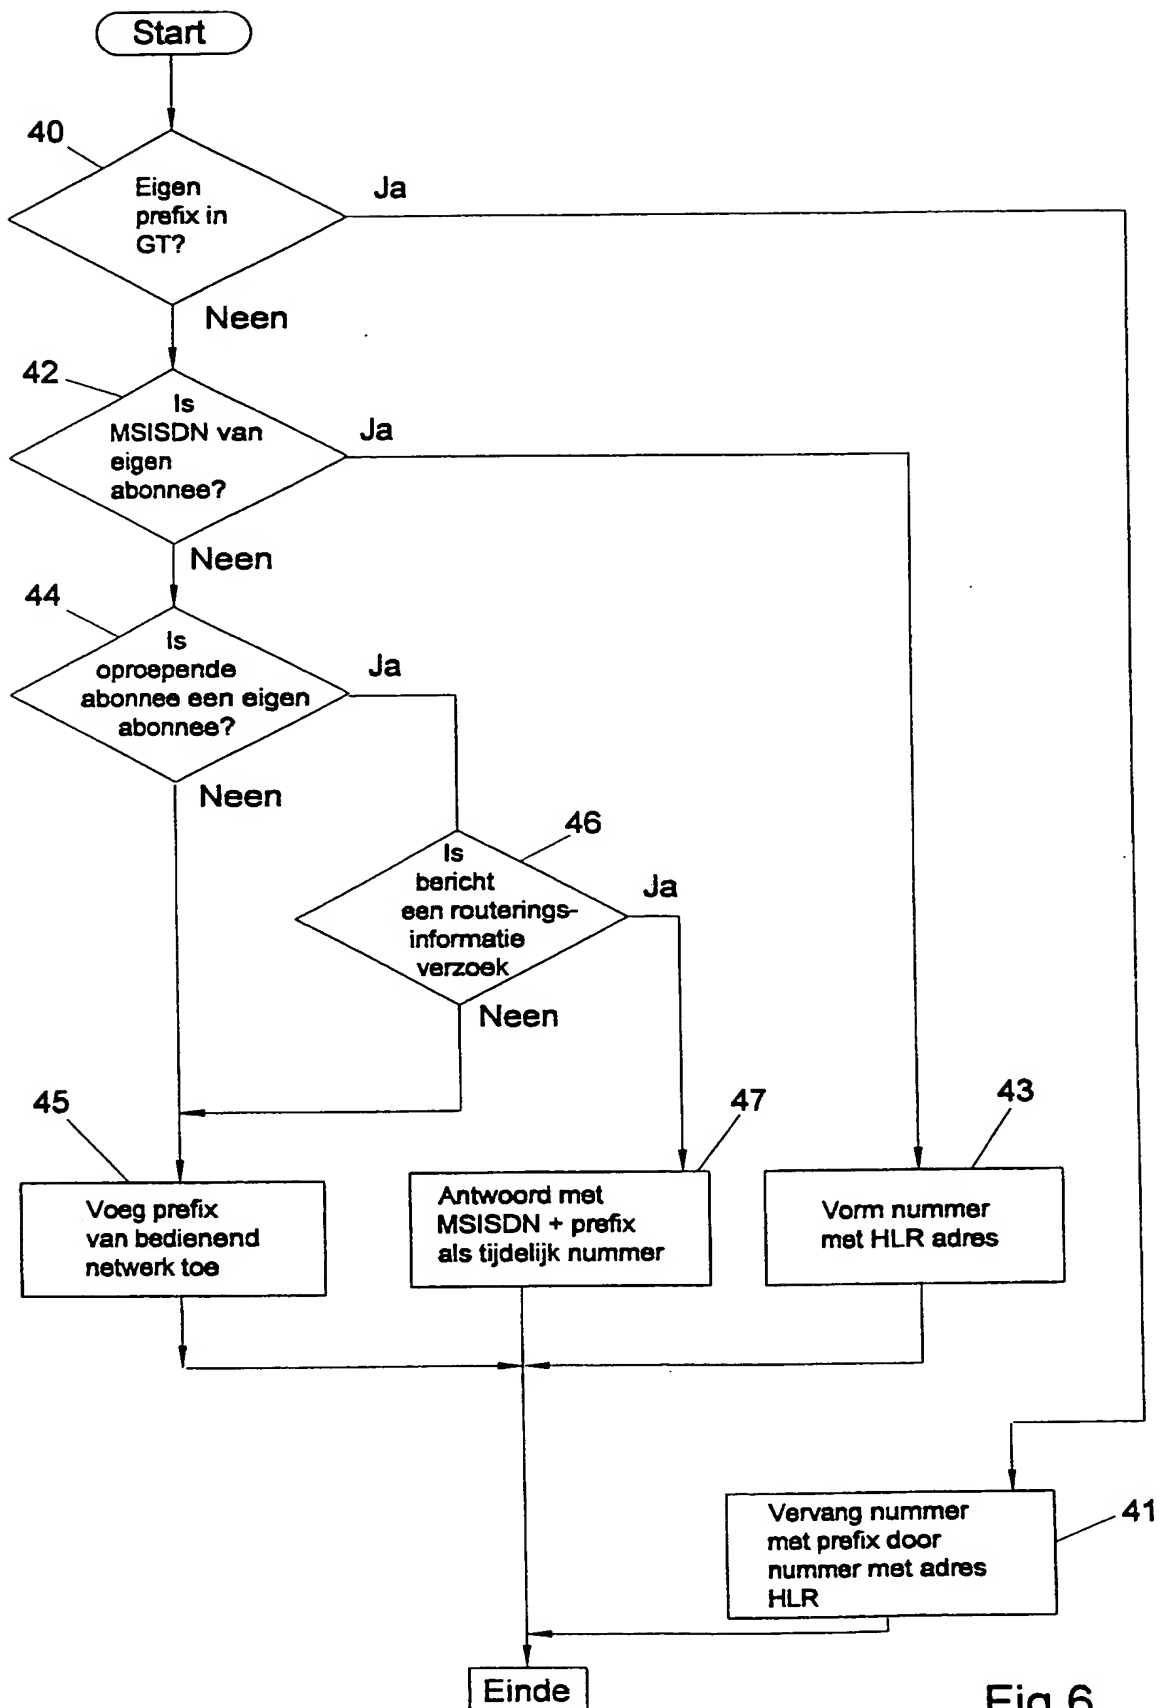 Start
40
Eigen
prefix in
GT?
Ja
Neen
42
Is
MSISDN van
eigen
abonnee?
Ja
Neen
44
Is
oproepende
abonnee een eigen
abonnee?
Ja
Neen
46
Is
bericht
een routerings-
informatie
verzoek
Ja
Neen
45
Voeg prefix
van bedienend
netwerk toe
47
Antwoord met
MSISDN + prefix
als tijdelijk nummer
43
Vorm nummer
met HLR adres
41
Vervang nummer
met prefix door
nummer met adres
HLR
Einde
Fig 6